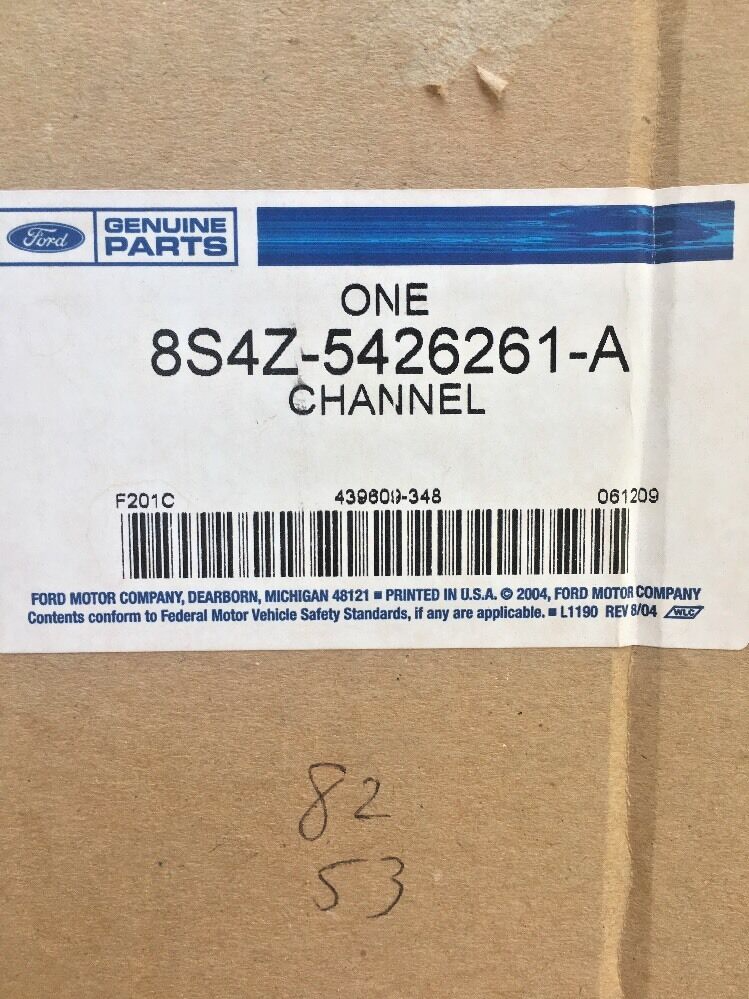 Ford GENUINE PARTS
ONE
8S4Z-5426261-A
CHANNEL
F201C 439600-348 061209
FORD MOTOR COMPANY, DEARBORN, MICHIGAN 48121 ■ PRINTED IN U.S.A. © 2004, FORD MOTOR COMPANY
Contents conform to Federal Motor Vehicle Safety Standards, if any are applicable. ■ L1190 REV 8/04 WLC
82
53